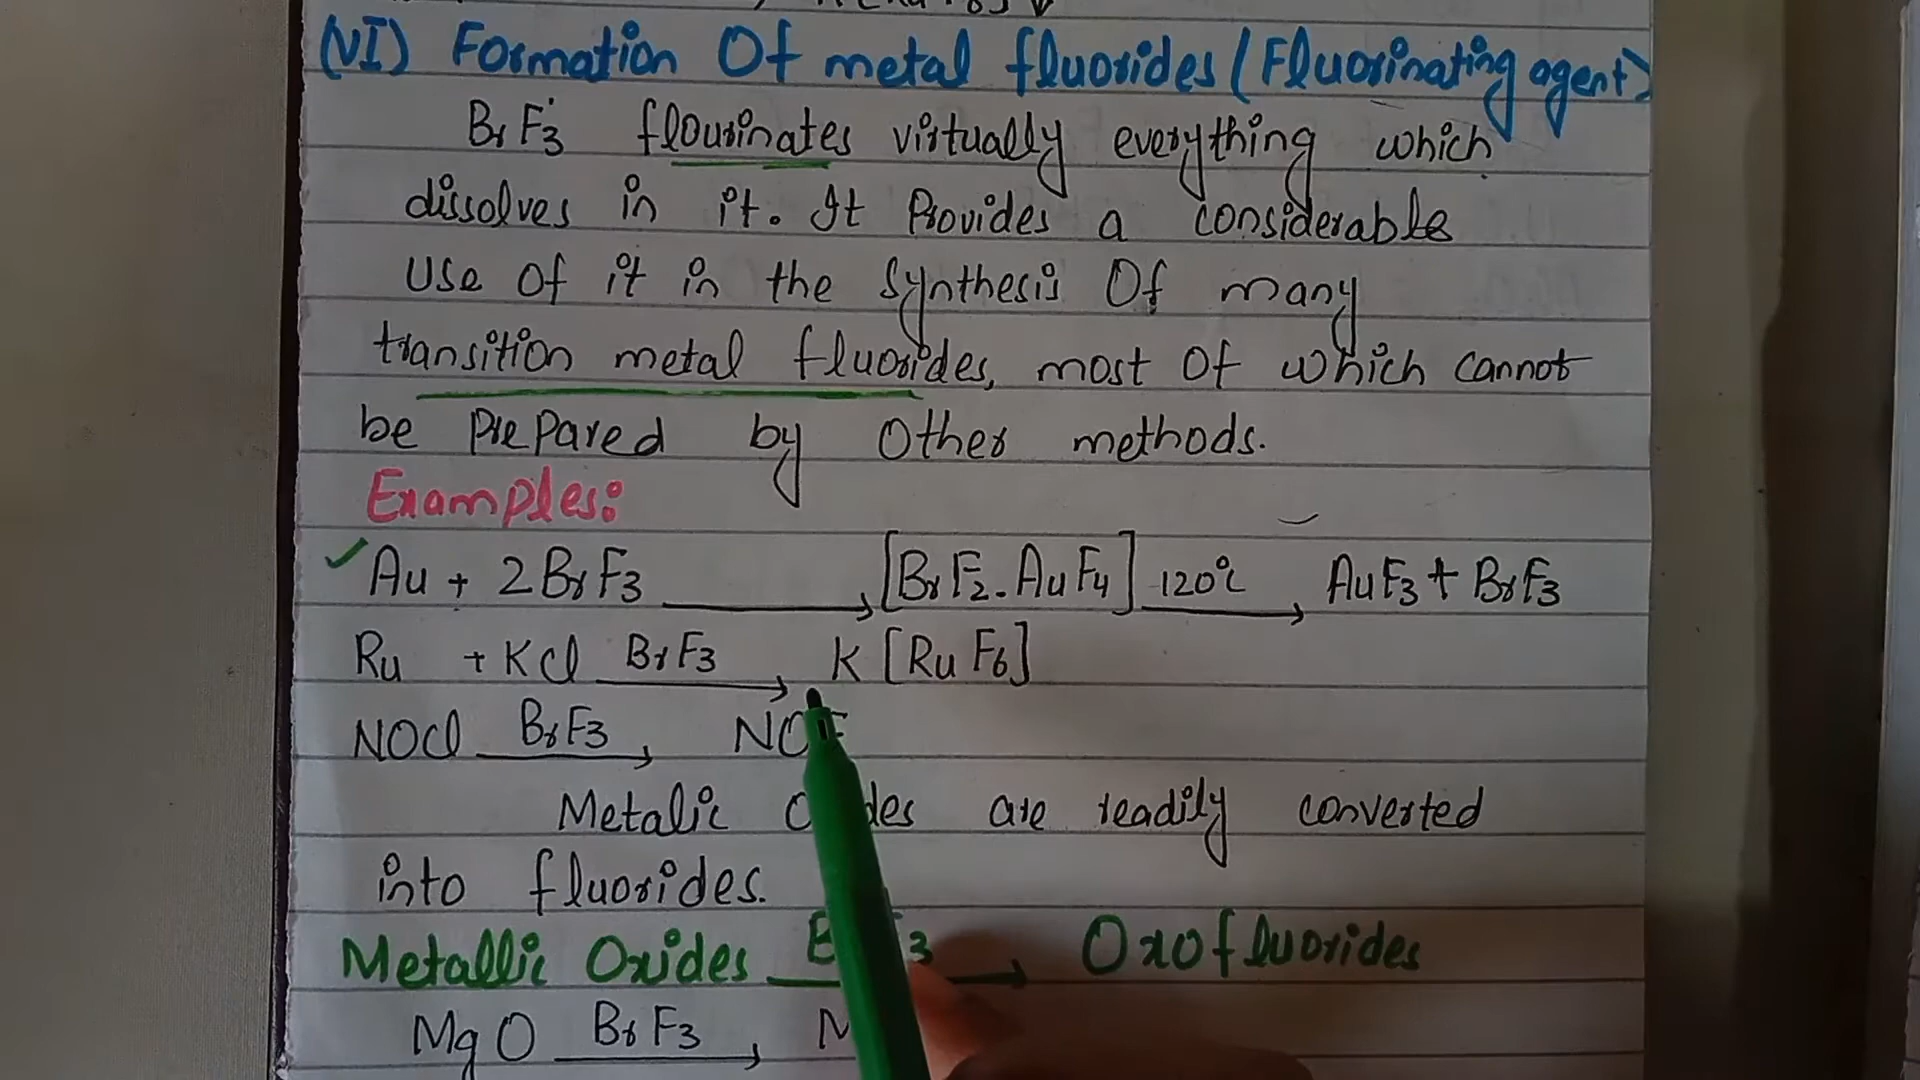 (VI) Formation Of metal fluorides (Fluorinating agent)
BrF3 flourinates virtually everything which
dissolves in it. It Provides a considerable
Use Of it in the Synthesis Of many
transition metal fluorides, most Of which cannot
be PrePared by Other methods.
Examples:
✓Au + 2BrF3 ⟶ [BrF2.AuF4] 120°C ⟶ AuF3 + BrF3
Ru + KCl BrF3 ⟶ K [RuF6]
NOCl BrF3 ⟶
Metalic are readily converted
into fluorides.
Metallic Oxides ⟶ Oxofluorides
MgO BrF3 ⟶